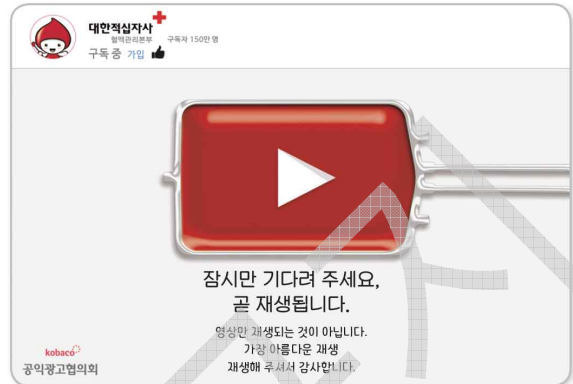 대한적십자사
혈액관리본부 구독자 150만 명
구독 중 가입
잠시만 기다려 주세요,
곧 재생됩니다.
영상만 재생되는 것이 아닙니다.
가장 아름다운 재생
재생해 주셔서 감사합니다.
kobaco
공익광고협의회